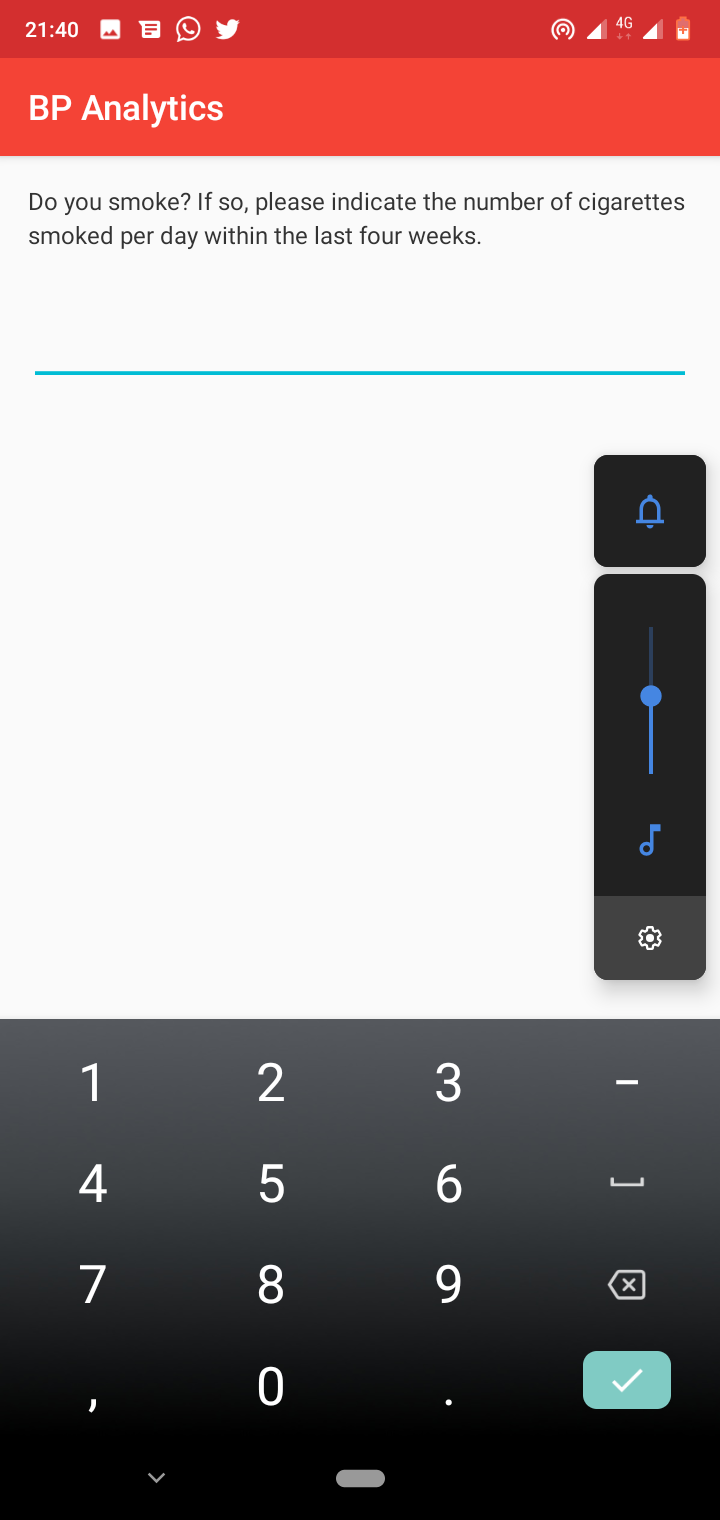 21:40
4G
BP Analytics
Do you smoke? If so, please indicate the number of cigarettes
smoked per day within the last four weeks.
1 2 3 -
4 5 6
7 8 9
, 0 .